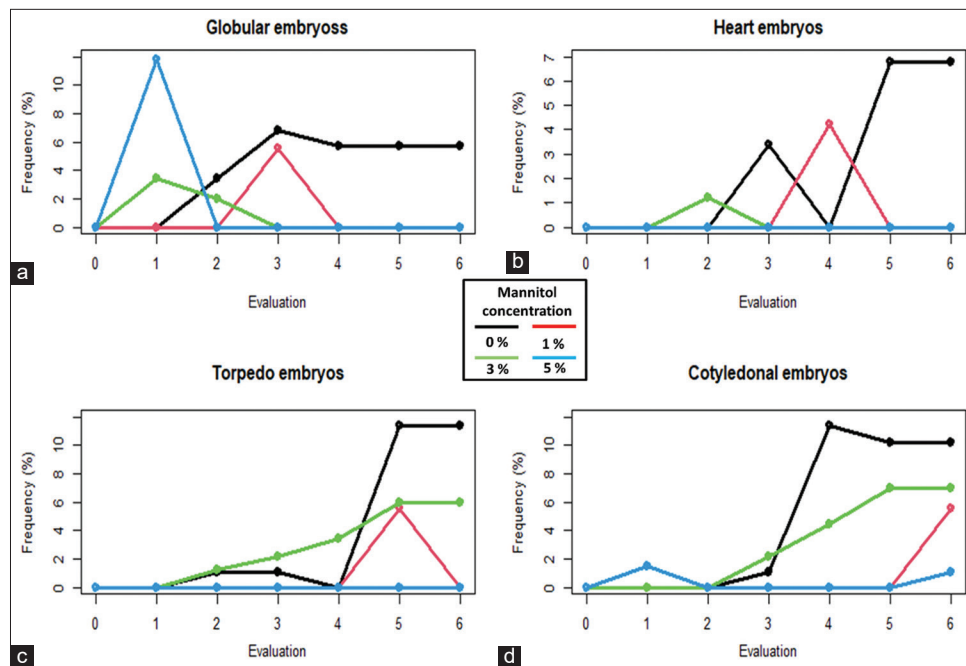 Globular embryoss
Frequency (%)
0 2 4 6 8 10
0 1 2 3 4 5 6
Evaluation
a
Heart embryos
Frequency (%)
0 1 2 3 4 5 6 7
0 1 2 3 4 5 6
Evaluation
b
Mannitol
concentration
0 % 1 %
3 % 5 %
Torpedo embryos
Frequency (%)
0 2 4 6 8 10
0 1 2 3 4 5 6
Evaluation
c
Cotyledonal embryos
Frequency (%)
0 2 4 6 8 10
0 1 2 3 4 5 6
Evaluation
d